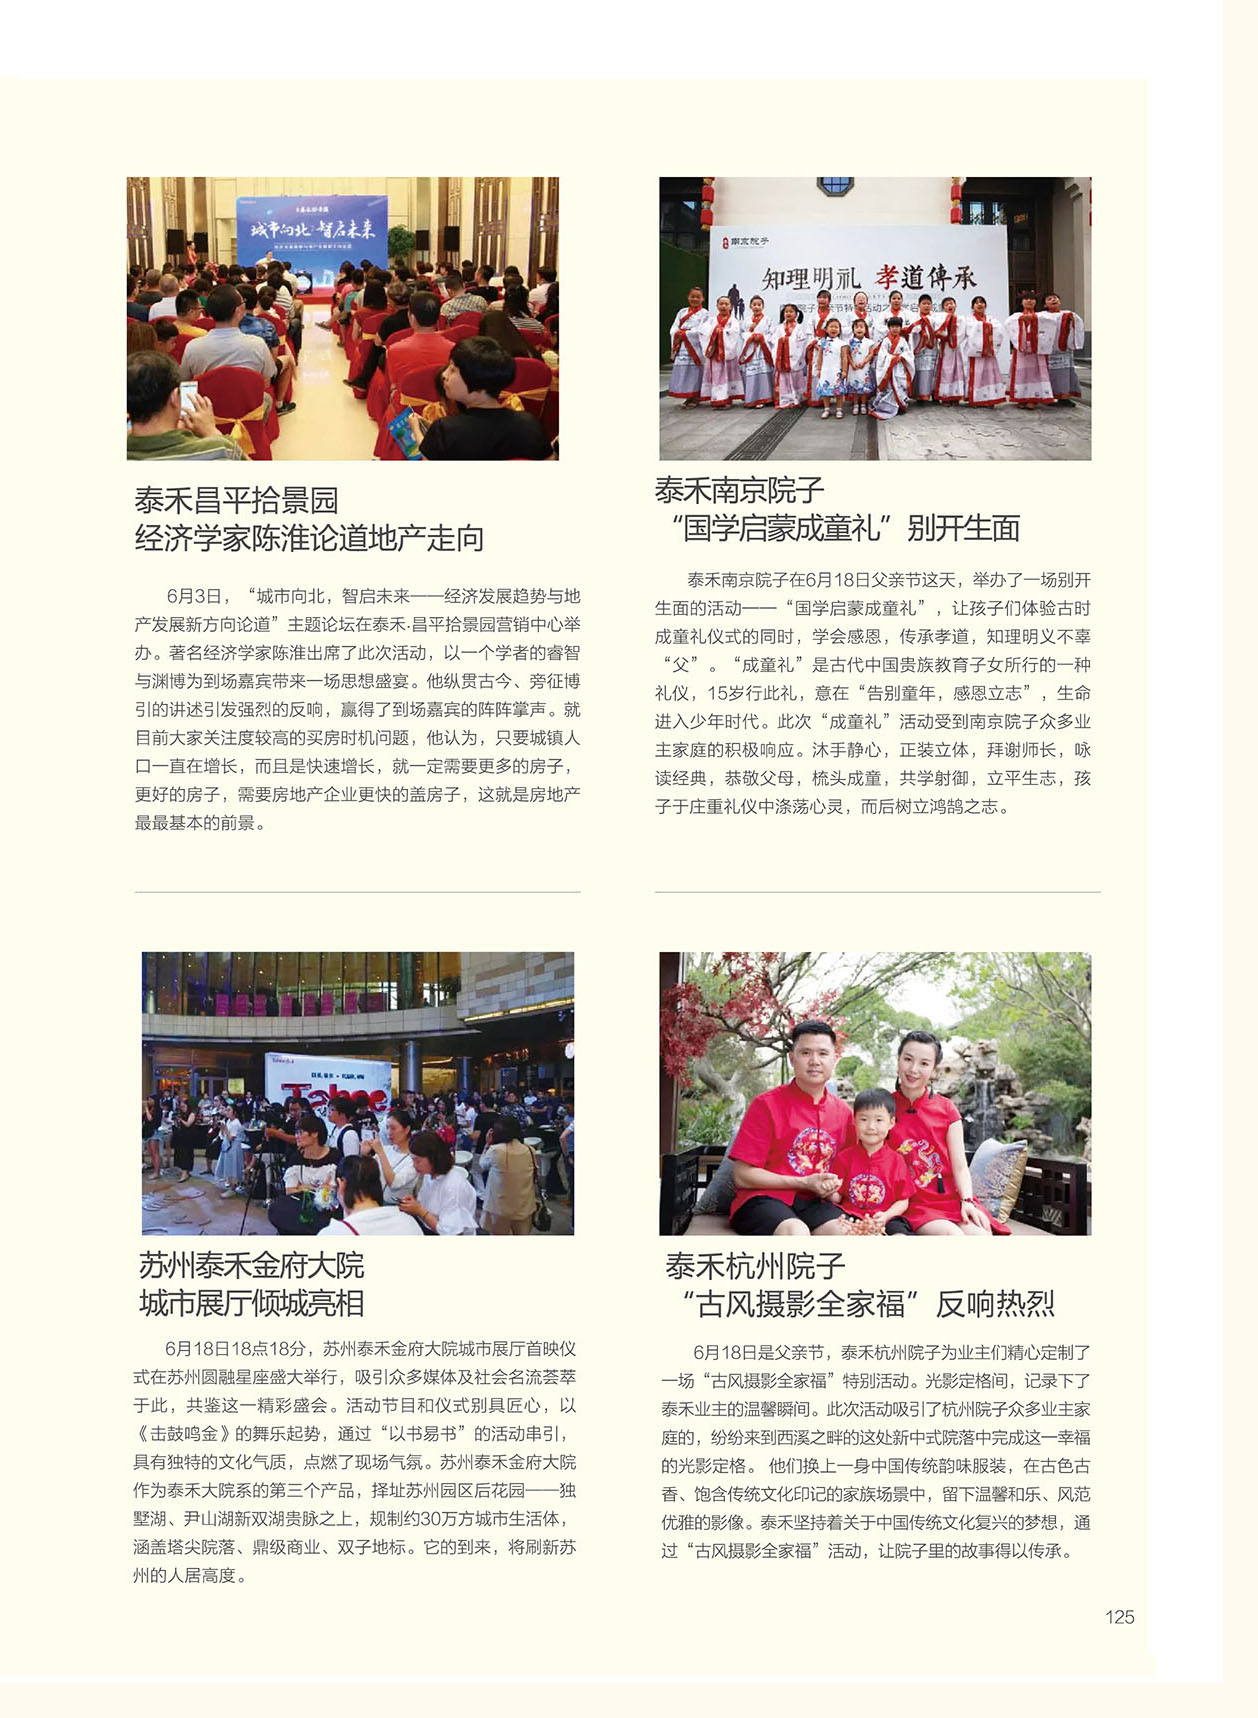 城市向北 智启未来
南京院子
知理明礼 孝道傳承
泰禾昌平拾景园
经济学家陈淮论道地产走向
6月3日，“城市向北，智启未来——经济发展趋势与地
产发展新方向论道”主题论坛在泰禾·昌平拾景园营销中心举
办。著名经济学家陈淮出席了此次活动，以一个学者的睿智
与渊博为到场嘉宾带来一场思想盛宴。他纵贯古今、旁征博
引的讲述引发强烈的反响，赢得了到场嘉宾的阵阵掌声。就
目前大家关注度较高的买房时机问题，他认为，只要城镇人
口一直在增长，而且是快速增长，就一定需要更多的房子，
更好的房子，需要房地产企业更快的盖房子，这就是房地产
最最基本的前景。
泰禾南京院子
“国学启蒙成童礼”别开生面
泰禾南京院子在6月18日父亲节这天，举办了一场别开
生面的活动——“国学启蒙成童礼”，让孩子们体验古时
成童礼仪式的同时，学会感恩，传承孝道，知理明义不辜
“父”。“成童礼”是古代中国贵族教育子女所行的一种
礼仪，15岁行此礼，意在“告别童年，感恩立志”，生命
进入少年时代。此次“成童礼”活动受到南京院子众多业
主家庭的积极响应。沐手静心，正装立体，拜谢师长，咏
读经典，恭敬父母，梳头成童，共学射御，立平生志，孩
子于庄重礼仪中涤荡心灵，而后树立鸿鹄之志。
Tahoe
苏州泰禾金府大院
城市展厅倾城亮相
6月18日18点18分，苏州泰禾金府大院城市展厅首映仪
式在苏州圆融星座盛大举行，吸引众多媒体及社会名流荟萃
于此，共鉴这一精彩盛会。活动节目和仪式别具匠心，以
《击鼓鸣金》的舞乐起势，通过“以书易书”的活动串引，
具有独特的文化气质，点燃了现场气氛。苏州泰禾金府大院
作为泰禾大院系的第三个产品，择址苏州园区后花园——独
墅湖、尹山湖新双湖贵脉之上，规制约30万方城市生活体，
涵盖塔尖院落、鼎级商业、双子地标。它的到来，将刷新苏
州的人居高度。
泰禾杭州院子
“古风摄影全家福”反响热烈
6月18日是父亲节，泰禾杭州院子为业主们精心定制了
一场“古风摄影全家福”特别活动。光影定格间，记录下了
泰禾业主的温馨瞬间。此次活动吸引了杭州院子众多业主家
庭的，纷纷来到西溪之畔的这处新中式院落中完成这一幸福
的光影定格。 他们换上一身中国传统韵味服装，在古色古
香、饱含传统文化印记的家族场景中，留下温馨和乐、风范
优雅的影像。泰禾坚持着关于中国传统文化复兴的梦想，通
过“古风摄影全家福”活动，让院子里的故事得以传承。
125